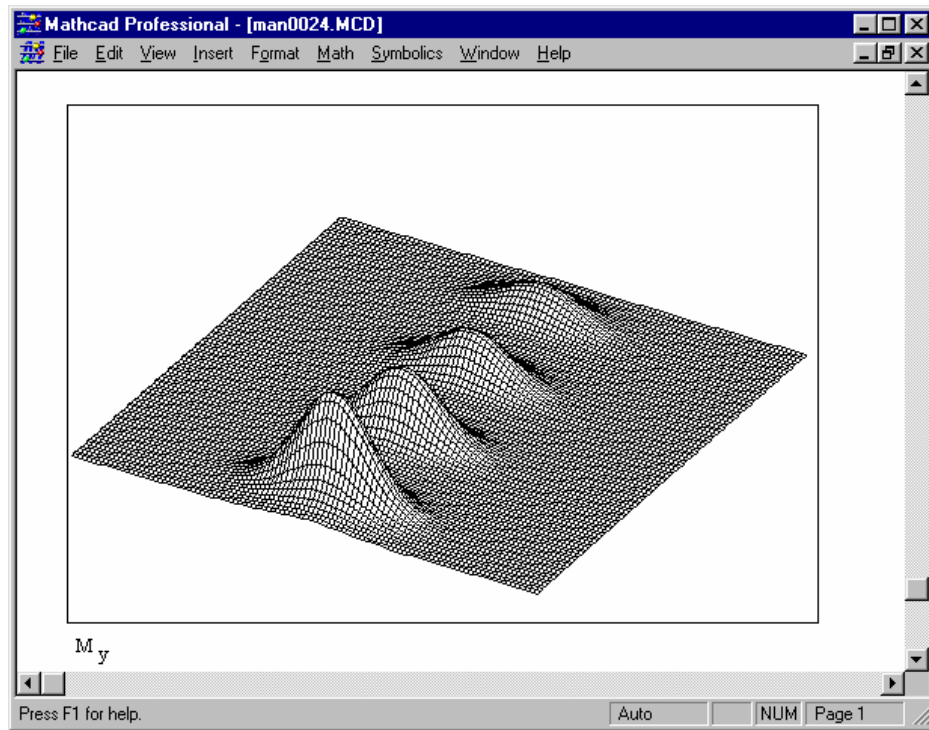 Mathcad Professional - [man0024.MCD]
File Edit View Insert Format Math Symbolics Window Help
M y
Press F1 for help. Auto NUM Page 1